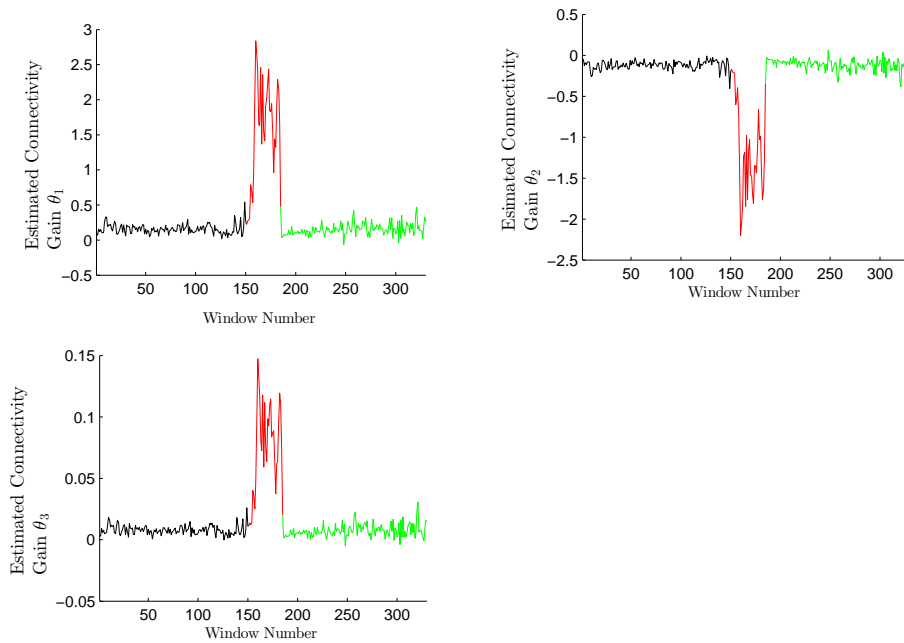 3
2.5
2
1.5
1
0.5
0
−0.5
50 100 150 200 250 300
Estimated Connectivity
Gain θ1
Window Number
0.5
0
−0.5
−1
−1.5
−2
−2.5
50 100 150 200 250 300
Esimated Connectivity
Gain θ2
Window Number
0.15
0.1
0.05
0
−0.05
50 100 150 200 250 300
Estimated Connectivity
Gain θ3
Window Number